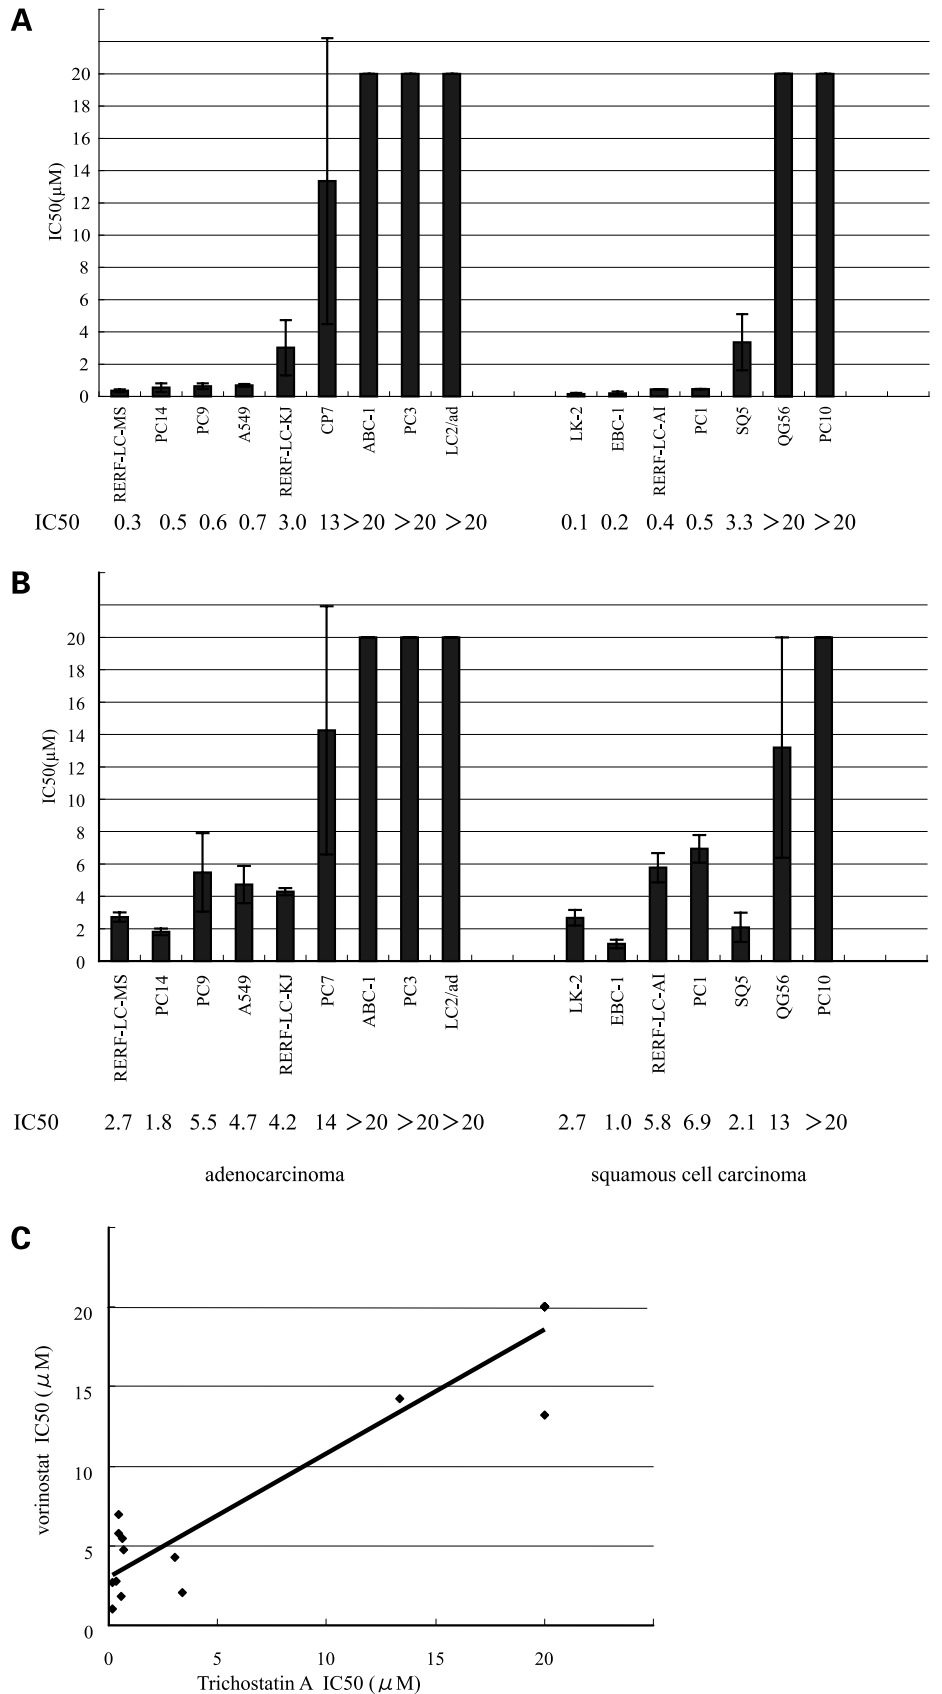 A
20
18
16
14
12
10
8
6
4
2
0
IC50(μM)
RERF-LC-MS
PC14
PC9
A549
RERF-LC-KJ
CP7
ABC-1
PC3
LC2/ad
LK-2
EBC-1
RERF-LC-AI
PC1
SQ5
QG56
PC10
IC50 0.3 0.5 0.6 0.7 3.0 13 >20 >20 >20 0.1 0.2 0.4 0.5 3.3 >20 >20
B
20
18
16
14
12
10
8
6
4
2
0
IC50(μM)
RERF-LC-MS
PC14
PC9
A549
RERF-LC-KJ
PC7
ABC-1
PC3
LC2/ad
LK-2
EBC-1
RERF-LC-AI
PC1
SQ5
QG56
PC10
IC50 2.7 1.8 5.5 4.7 4.2 14 >20 >20 >20 2.7 1.0 5.8 6.9 2.1 13 >20
adenocarcinoma squamous cell carcinoma
C
20
15
10
5
0
vorinostat IC50 (μM)
0 5 10 15 20
Trichostatin A IC50 (μM)